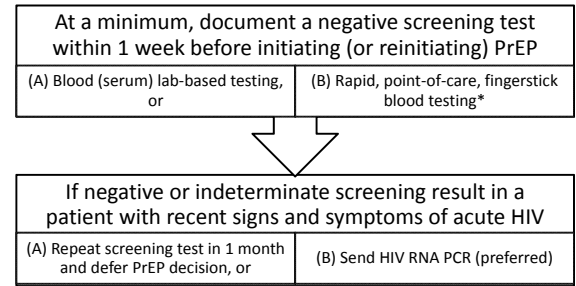 At a minimum, document a negative screening test
within 1 week before initiating (or reinitiating) PrEP
(A) Blood (serum) lab-based testing,
or
(B) Rapid, point-of-care, fingerstick
blood testing*
If negative or indeterminate screening result in a
patient with recent signs and symptoms of acute HIV
(A) Repeat screening test in 1 month
and defer PrEP decision, or
(B) Send HIV RNA PCR (preferred)